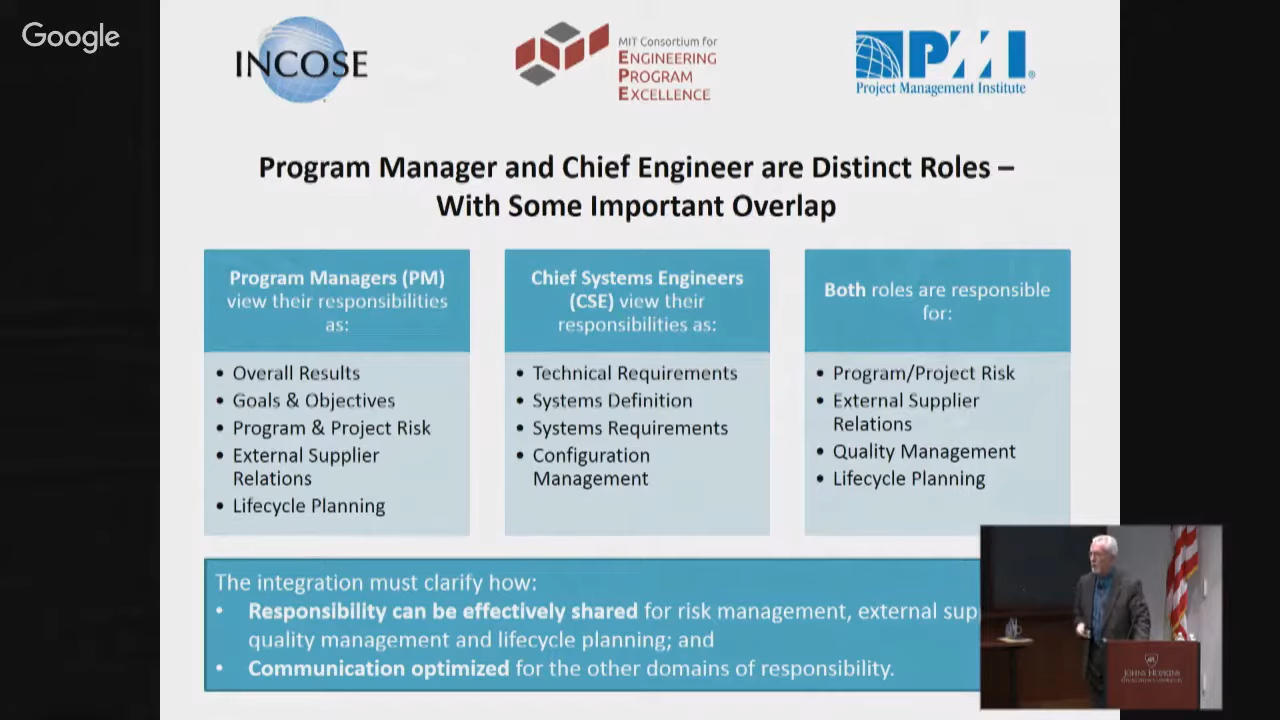 Google
INCOSE
MIT Consortium for
ENGINEERING
PROGRAM
EXCELLENCE
PMI
Project Management Institute
Program Manager and Chief Engineer are Distinct Roles –
With Some Important Overlap
Program Managers (PM)
view their responsibilities
as:
• Overall Results
• Goals & Objectives
• Program & Project Risk
• External Supplier
Relations
• Lifecycle Planning
Chief Systems Engineers
(CSE) view their
responsibilities as:
• Technical Requirements
• Systems Definition
• Systems Requirements
• Configuration
Management
Both roles are responsible
for:
• Program/Project Risk
• External Supplier
Relations
• Quality Management
• Lifecycle Planning
The integration must clarify how:
• Responsibility can be effectively shared for risk management, external sup
quality management and lifecycle planning; and
• Communication optimized for the other domains of responsibility.
JOHNS HOPKINS